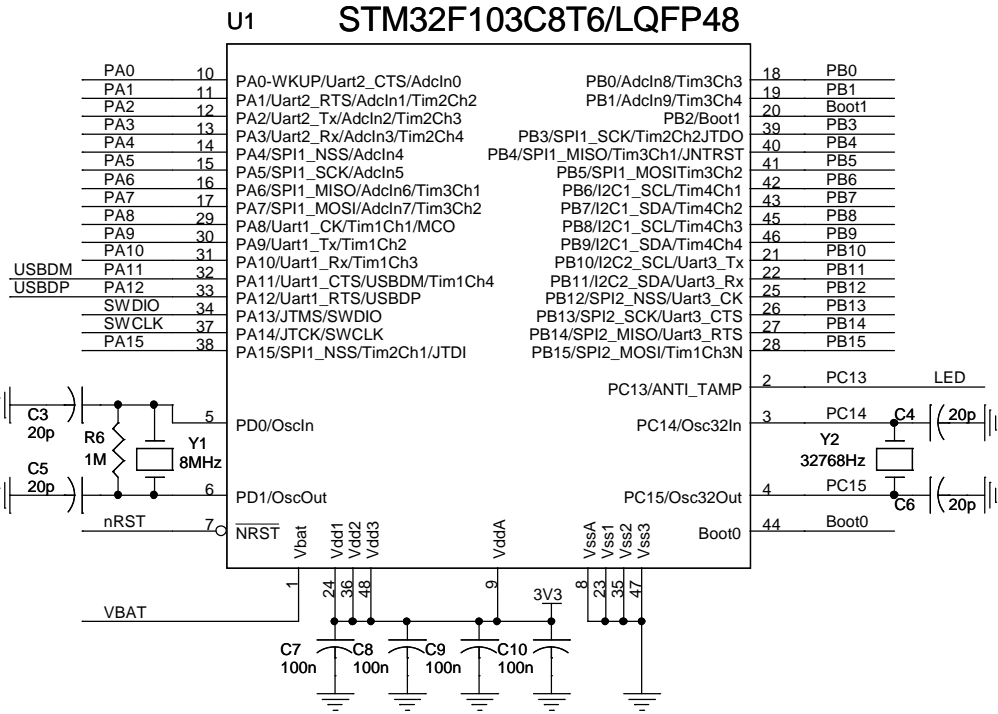 U1 STM32F103C8T6/LQFP48
PA0 10 PA0-WKUP/Uart2_CTS/AdcIn0 PB0/AdcIn8/Tim3Ch3 18 PB0
PA1 11 PA1/Uart2_RTS/AdcIn1/Tim2Ch2 PB1/AdcIn9/Tim3Ch4 19 PB1
PA2 12 PA2/Uart2_Tx/AdcIn2/Tim2Ch3 PB2/Boot1 20 Boot1
PA3 13 PA3/Uart2_Rx/AdcIn3/Tim2Ch4 PB3/SPI1_SCK/Tim2Ch2JTDO 39 PB3
PA4 14 PA4/SPI1_NSS/AdcIn4 PB4/SPI1_MISO/Tim3Ch1/JNTRST 40 PB4
PA5 15 PA5/SPI1_SCK/AdcIn5 PB5/SPI1_MOSITim3Ch2 41 PB5
PA6 16 PA6/SPI1_MISO/AdcIn6/Tim3Ch1 PB6/I2C1_SCL/Tim4Ch1 42 PB6
PA7 17 PA7/SPI1_MOSI/AdcIn7/Tim3Ch2 PB7/I2C1_SDA/Tim4Ch2 43 PB7
PA8 29 PA8/Uart1_CK/Tim1Ch1/MCO PB8/I2C1_SCL/Tim4Ch3 45 PB8
PA9 30 PA9/Uart1_Tx/Tim1Ch2 PB9/I2C1_SDA/Tim4Ch4 46 PB9
PA10 31 PA10/Uart1_Rx/Tim1Ch3 PB10/I2C2_SCL/Uart3_Tx 21 PB10
USBDM PA11 32 PA11/Uart1_CTS/USBDM/Tim1Ch4 PB11/I2C2_SDA/Uart3_Rx 22 PB11
USBDP PA12 33 PA12/Uart1_RTS/USBDP PB12/SPI2_NSS/Uart3_CK 25 PB12
SWDIO 34 PA13/JTMS/SWDIO PB13/SPI2_SCK/Uart3_CTS 26 PB13
SWCLK 37 PA14/JTCK/SWCLK PB14/SPI2_MISO/Uart3_RTS 27 PB14
PA15 38 PA15/SPI1_NSS/Tim2Ch1/JTDI PB15/SPI2_MOSI/Tim1Ch3N 28 PB15
PC13/ANTI_TAMP 2 PC13 LED
C3 5 PD0/OscIn PC14/Osc32In 3 PC14 C4 20p
20p
R6 Y1 Y2
1M 8MHz 32768Hz
C5
20p 6 PD1/OscOut PC15/Osc32Out 4 PC15 C6 20p
nRST 7 NRST Boot0 44 Boot0
Vbat Vdd1 Vdd2 Vdd3 VddA VssA Vss1 Vss2 Vss3
1 24 36 48 9 8 23 35 47
3V3
VBAT
C7 C8 C9 C10
100n 100n 100n 100n